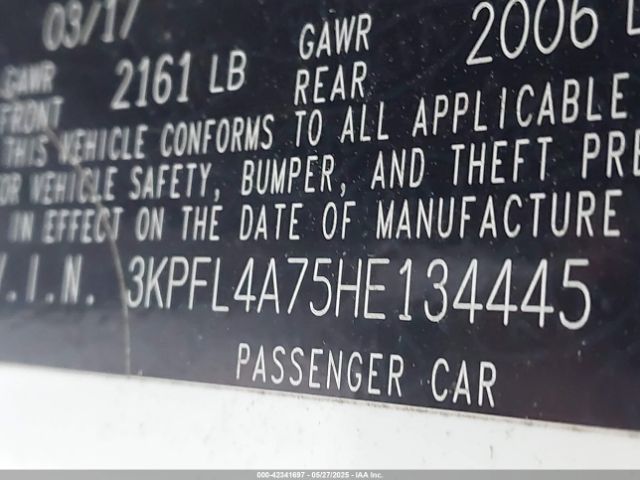 03/17
GAWR FRONT 2161 LB GAWR REAR 2006
THIS VEHICLE CONFORMS TO ALL APPLICABLE
VEHICLE SAFETY, BUMPER, AND THEFT PRE
IN EFFECT ON THE DATE OF MANUFACTURE
V.I.N. 3KPFL4A75HE134445
PASSENGER CAR
000-42341697 - 05/27/2025 - IAA Inc.